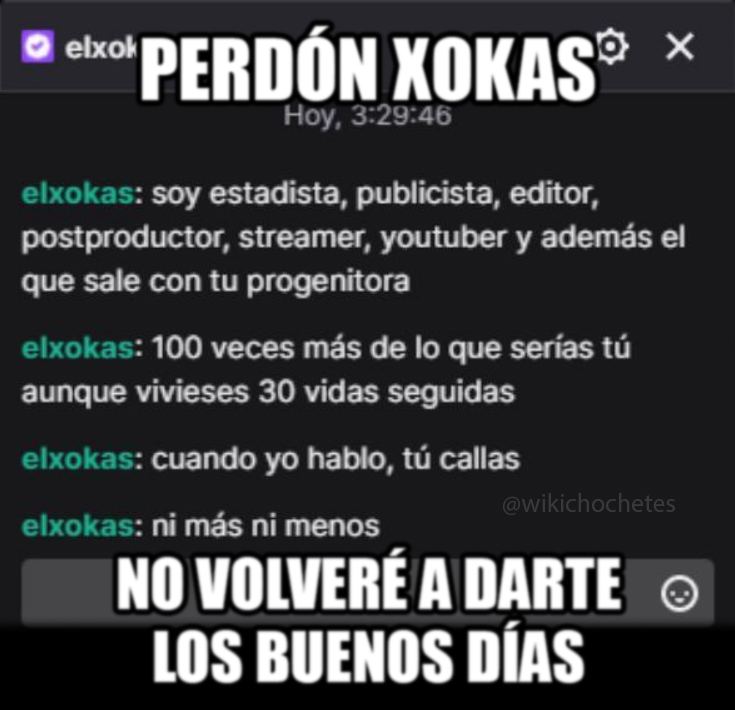 elxok
PERDÓN XOKAS
Hoy, 3:29:46
elxokas: soy estadista, publicista, editor,
postproductor, streamer, youtuber y además el
que sale con tu progenitora
elxokas: 100 veces más de lo que serías tú
aunque vivieses 30 vidas seguidas
elxokas: cuando yo hablo, tú callas
@wikichochetes
elxokas: ni más ni menos
NO VOLVERÉ A DARTE
LOS BUENOS DÍAS